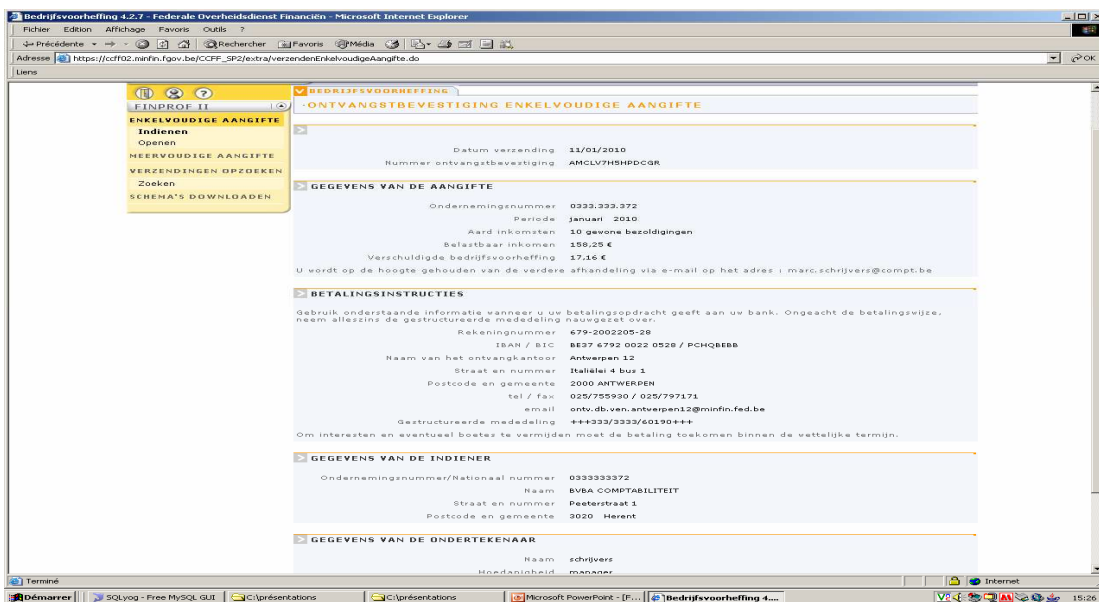 Bedrijfsvoorheffing 4.2.7 - Federale Overheidsdienst Financiën - Microsoft Internet Explorer
Fichier Edition Affichage Favoris Outils ?
Précédente Rechercher Favoris Média
Adresse https://ccff02.minfin.fgov.be/CCFF_SP2/extra/verzendenEnkelvoudigeAangifte.do OK
Liens
FINPROF II
ENKELVOUDIGE AANGIFTE
Indienen
Openen
MEERVOUDIGE AANGIFTE
VERZENDINGEN OPZOEKEN
Zoeken
SCHEMA'S DOWNLOADEN
BEDRIJFSVOORHEFFING
-ONTVANGSTBEVESTIGING ENKELVOUDIGE AANGIFTE
Datum verzending 11/01/2010
Nummer ontvangstbevestiging AMCLV7H5HPDCGR
GEGEVENS VAN DE AANGIFTE
Ondernemingsnummer 0333.333.372
Periode januari 2010
Aard inkomsten 10 gewone bezoldigingen
Belastbaar inkomen 158,25 €
Verschuldigde bedrijfsvoorheffing 17,16 €
U wordt op de hoogte gehouden van de verdere afhandeling via e-mail op het adres : marc.schrijvers@compt.be
BETALINGSINSTRUCTIES
Gebruik onderstaande informatie wanneer u uw betalingsopdracht geeft aan uw bank. Ongeacht de betalingswijze,
neem alleszins de gestructureerde mededeling nauwgezet over.
Rekeningnummer 679-2002205-28
IBAN / BIC BE37 6792 0022 0528 / PCHQBEBB
Naam van het ontvangkantoor Antwerpen 12
Straat en nummer Italiëlei 4 bus 1
Postcode en gemeente 2000 ANTWERPEN
tel / fax 025/755930 / 025/797171
email ontv.db.ven.antwerpen12@minfin.fed.be
Gestructureerde mededeling +++333/3333/60190+++
Om interesten en eventueel boetes te vermijden moet de betaling toekomen binnen de wettelijke termijn.
GEGEVENS VAN DE INDIENER
Ondernemingsnummer/Nationaal nummer 0333333372
Naam BVBA COMPTABILITEIT
Straat en nummer Peeterstraat 1
Postcode en gemeente 3020 Herent
GEGEVENS VAN DE ONDERTEKENAAR
Naam schrijvers
Hoedanigheid manager
Terminé Internet
Démarrer SQLyog - Free MySQL GUI C:\présentations C:\présentations Microsoft PowerPoint - [F... Bedrijfsvoorheffing 4.... 15:26